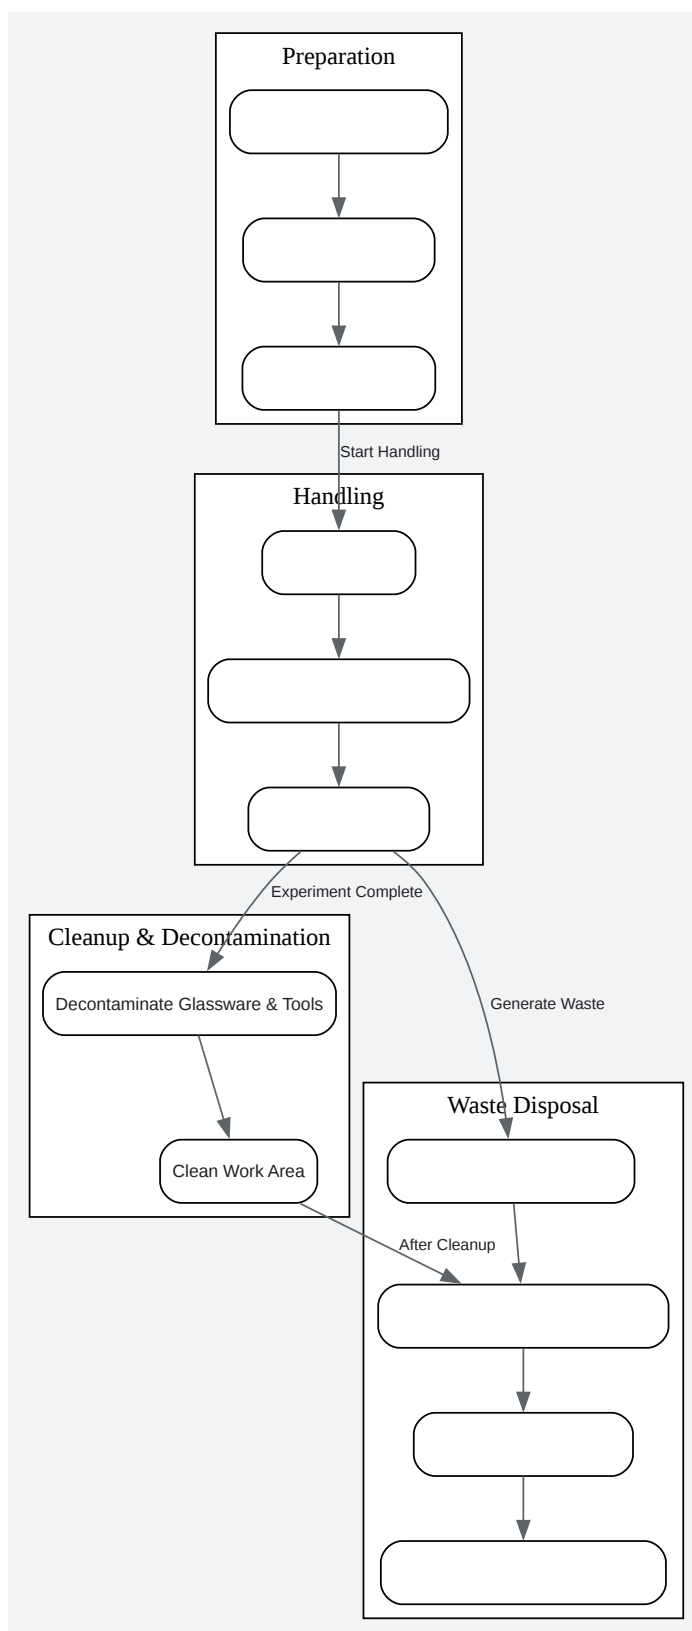 Preparation
Start Handling
Handling
Experiment Complete
Cleanup & Decontamination
Decontaminate Glassware & Tools
Generate Waste
Waste Disposal
Clean Work Area
After Cleanup